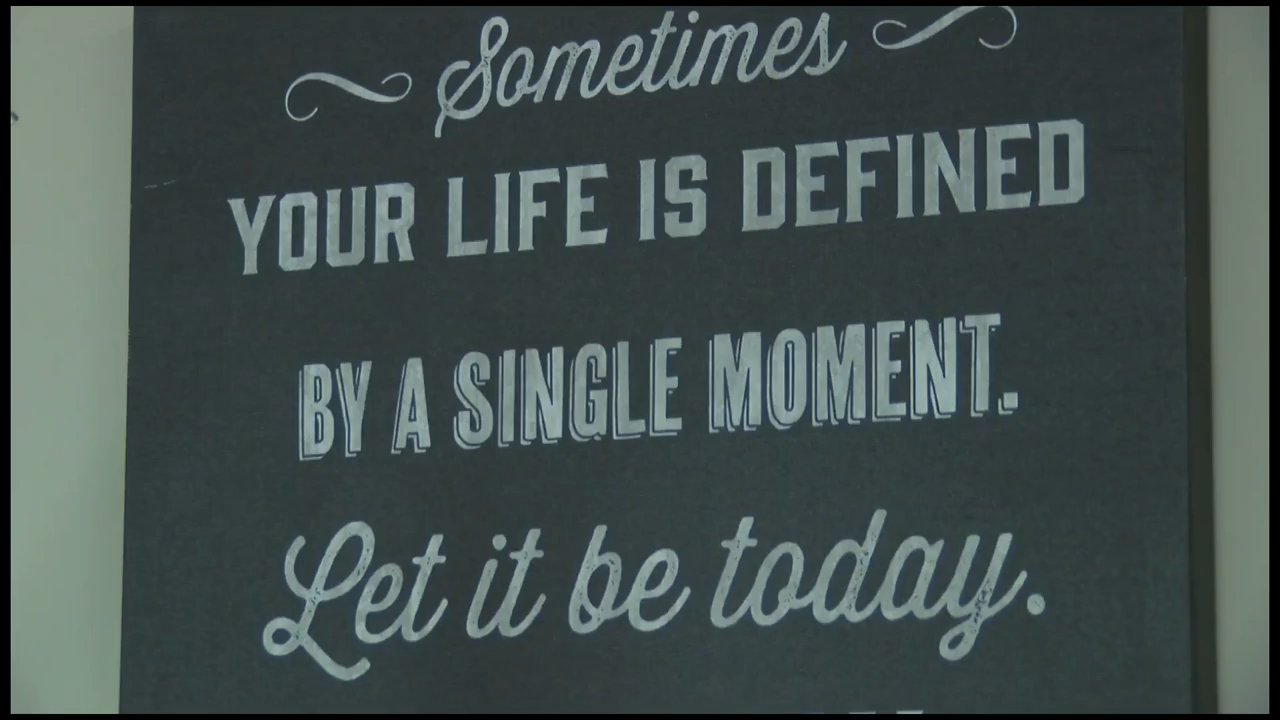 Sometimes
YOUR LIFE IS DEFINED
BY A SINGLE MOMENT.
Let it be today.